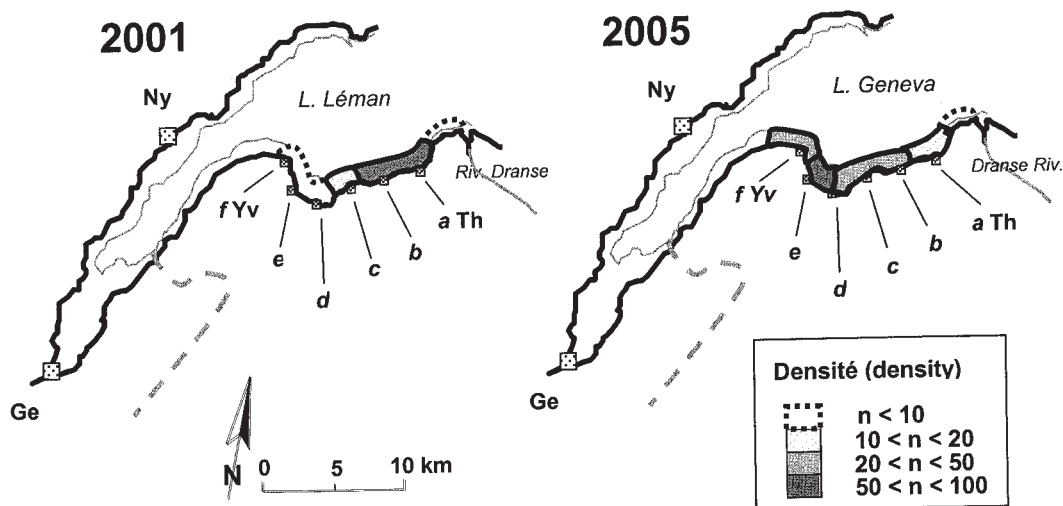 2001
Ny
L. Léman
Riv. Dranse
f Yv
a Th
e
b
c
d
Ge
N
0 5 10 km
2005
Ny
L. Geneva
Dranse Riv.
f Yv
a Th
e
b
c
d
Ge
Densité (density)
n < 10
10 < n < 20
20 < n < 50
50 < n < 100